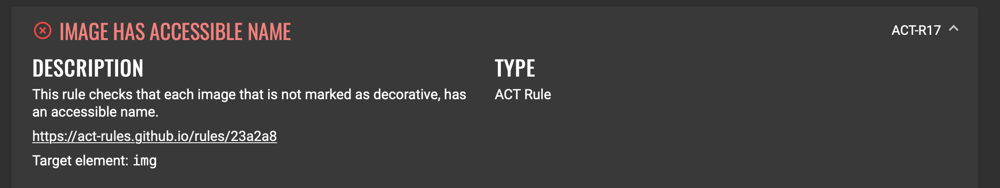 IMAGE HAS ACCESSIBLE NAME
ACT-R17
DESCRIPTION
This rule checks that each image that is not marked as decorative, has
an accessible name.
https://act-rules.github.io/rules/23a2a8
Target element: img
TYPE
ACT Rule